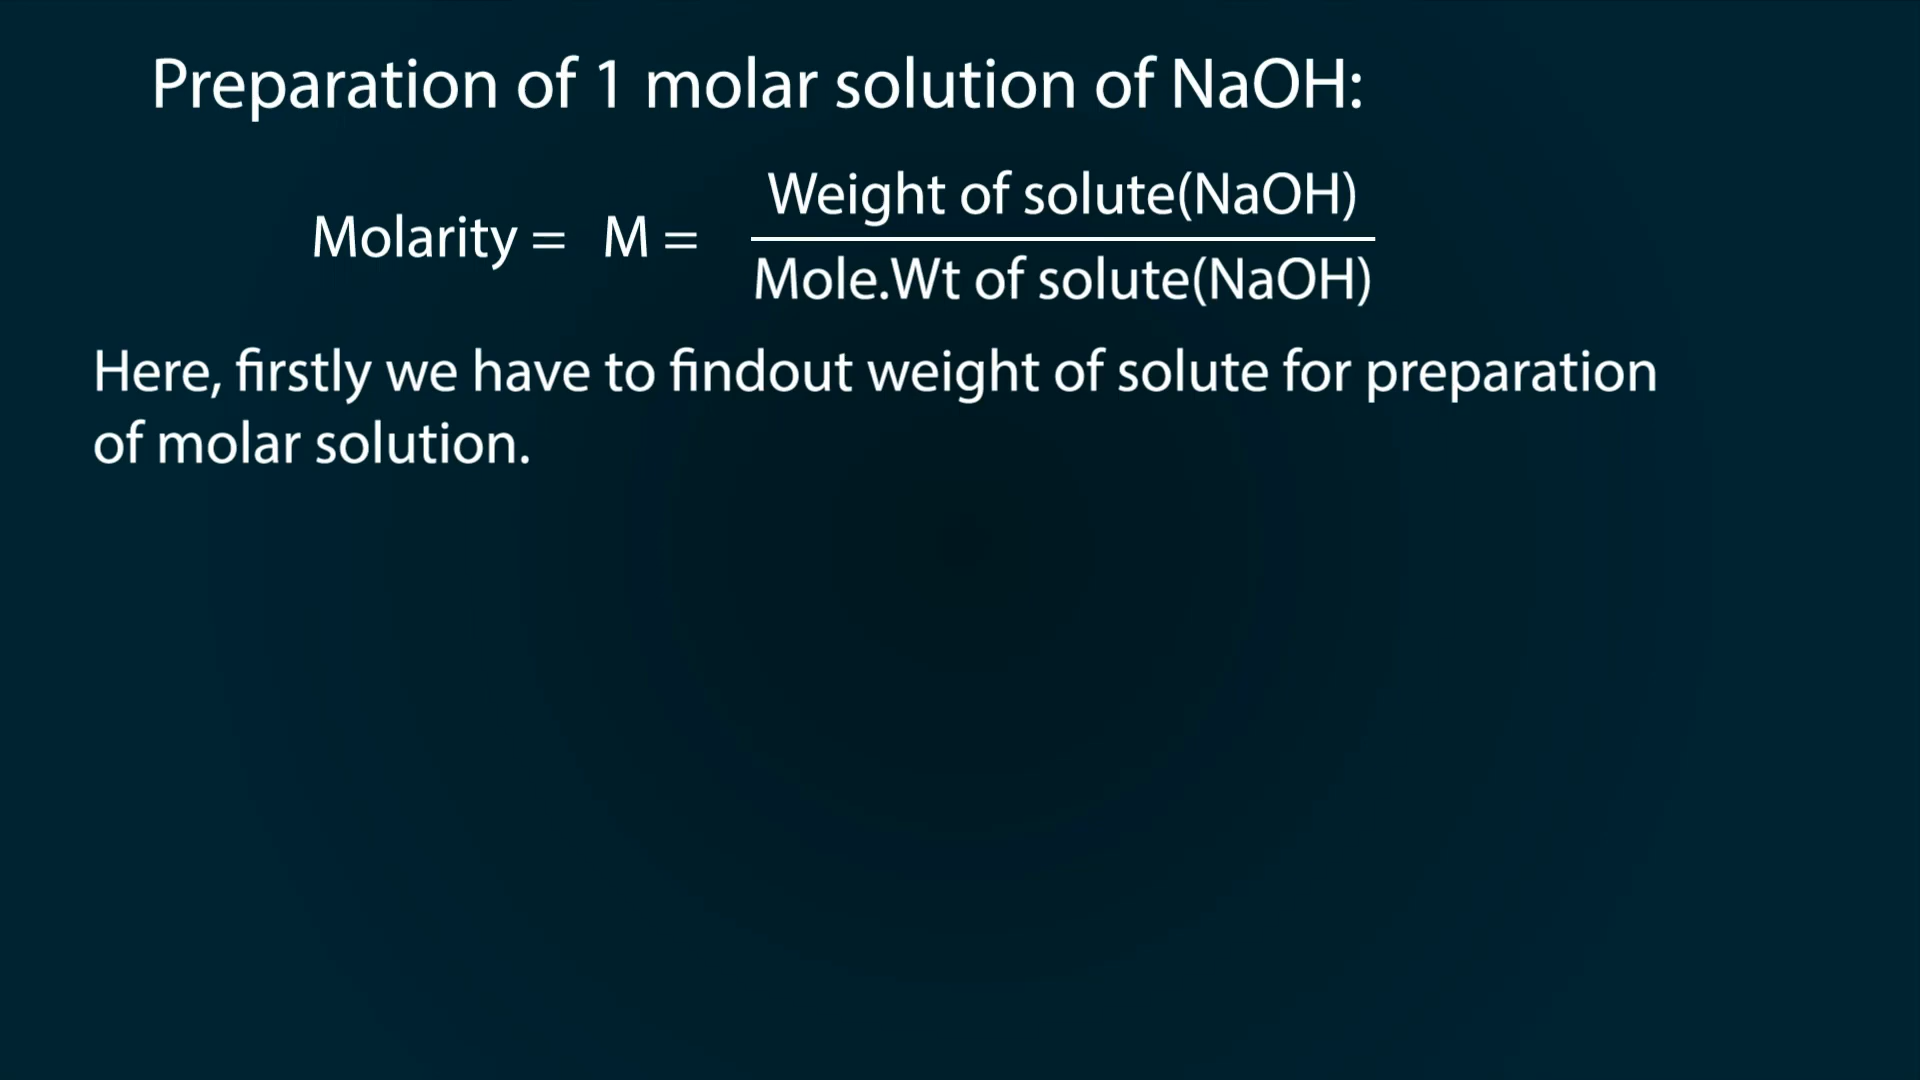 Preparation of 1 molar solution of NaOH:
Molarity = M = Weight of solute(NaOH)
Mole.Wt of solute(NaOH)
Here, firstly we have to findout weight of solute for preparation
of molar solution.